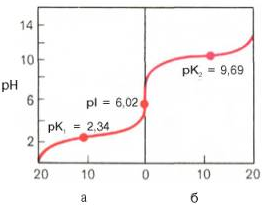 14
10
pK₂ = 9,69
pH
6
pI = 6,02
pK₁ = 2,34
2
20 10 0 10 20
а б